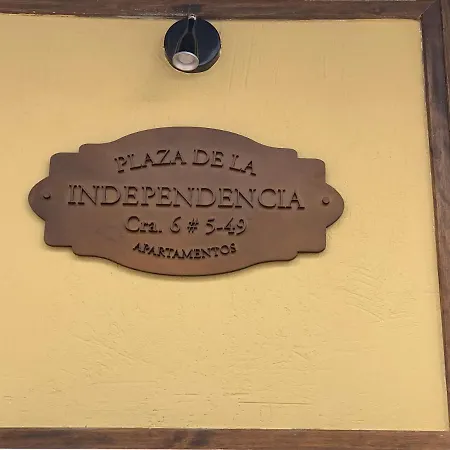 PLAZA DE LA
INDEPENDENCIA
Cra. 6 # 5-49
APARTAMENTOS